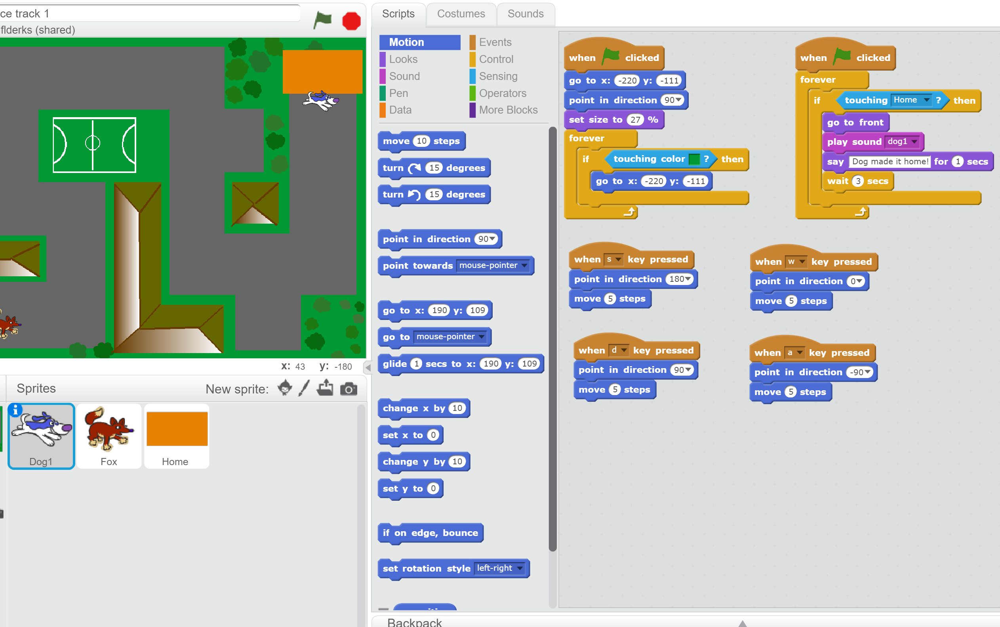 ce track 1
flderks (shared)
x: 43 y: -180
Sprites
New sprite:
Dog1
Fox
Home
Scripts
Costumes
Sounds
Motion
Looks
Sound
Pen
Data
Events
Control
Sensing
Operators
More Blocks
move 10 steps
turn 15 degrees
turn 15 degrees
point in direction 90
point towards mouse-pointer
go to x: 190 y: 109
go to mouse-pointer
glide 1 secs to x: 190 y: 109
change x by 10
set x to 0
change y by 10
set y to 0
if on edge, bounce
set rotation style left-right
Backpack
when clicked
go to x: -220 y: -111
point in direction 90
set size to 27 %
forever
if touching color ? then
go to x: -220 y: -111
when clicked
forever
if touching Home ? then
go to front
play sound dog1
say Dog made it home! for 1 secs
wait 3 secs
when s key pressed
point in direction 180
move 5 steps
when w key pressed
point in direction 0
move 5 steps
when d key pressed
point in direction 90
move 5 steps
when a key pressed
point in direction -90
move 5 steps